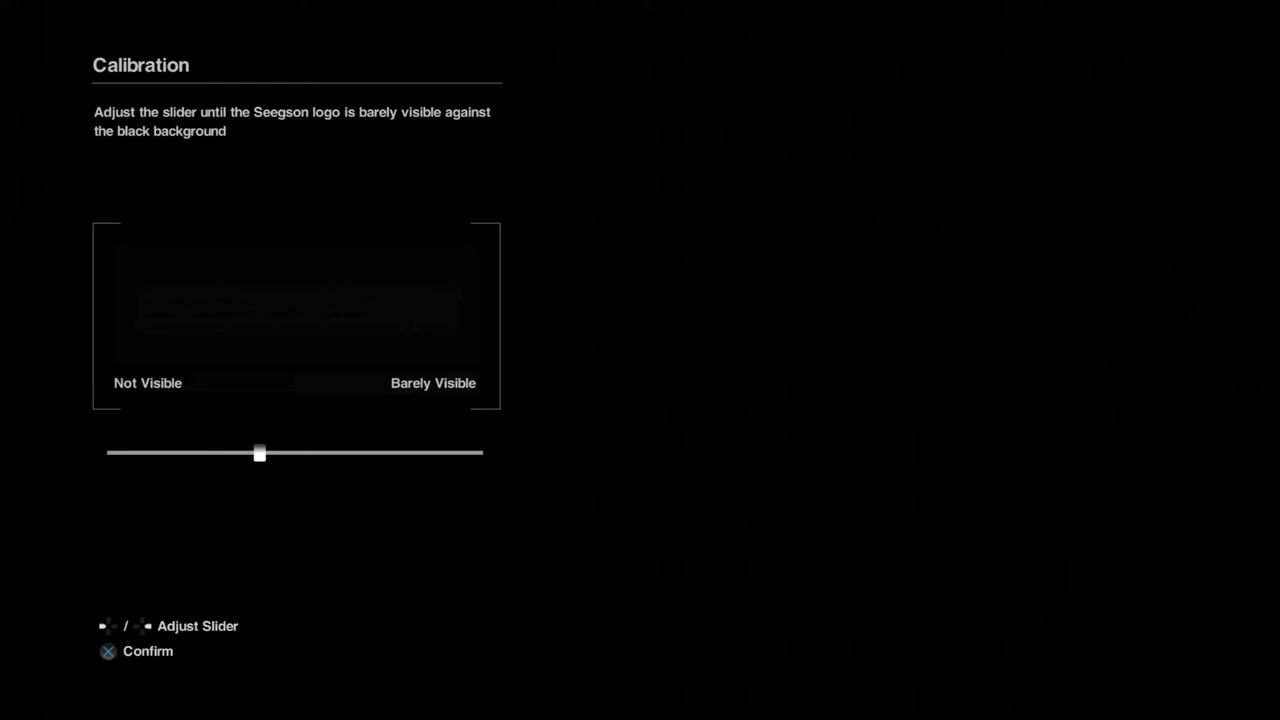 Calibration
Adjust the slider until the Seegson logo is barely visible against
the black background
Not Visible
Barely Visible
/ Adjust Slider
Confirm